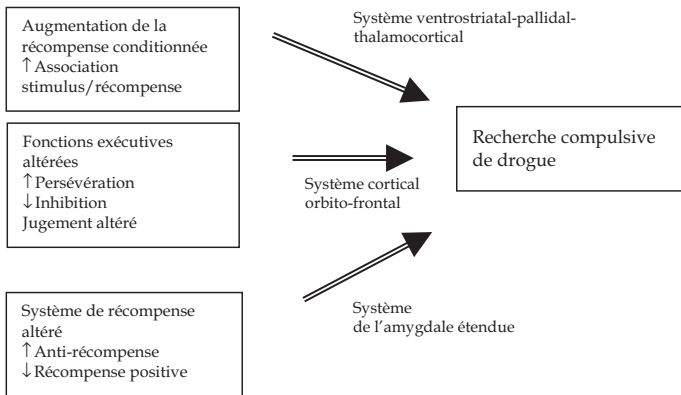 Augmentation de la
récompense conditionnée
↑ Association
stimulus/récompense
Système ventrostriatal-pallidal-
thalamocortical
Fonctions exécutives
altérées
↑ Persévération
↓ Inhibition
Jugement altéré
Système cortical
orbito-frontal
Recherche compulsive
de drogue
Système de récompense
altéré
↑ Anti-récompense
↓ Récompense positive
Système
de l'amygdale étendue